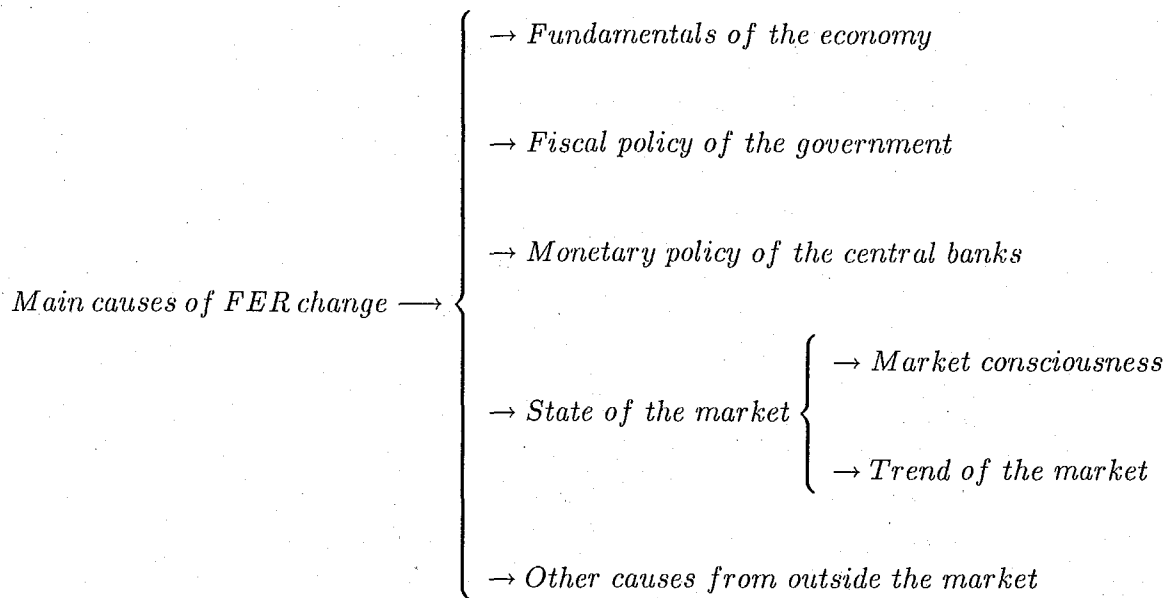 → Fundamentals of the economy
→ Fiscal policy of the government
→ Monetary policy of the central banks
Main causes of FER change ⟶
→ Market consciousness
→ State of the market
→ Trend of the market
→ Other causes from outside the market